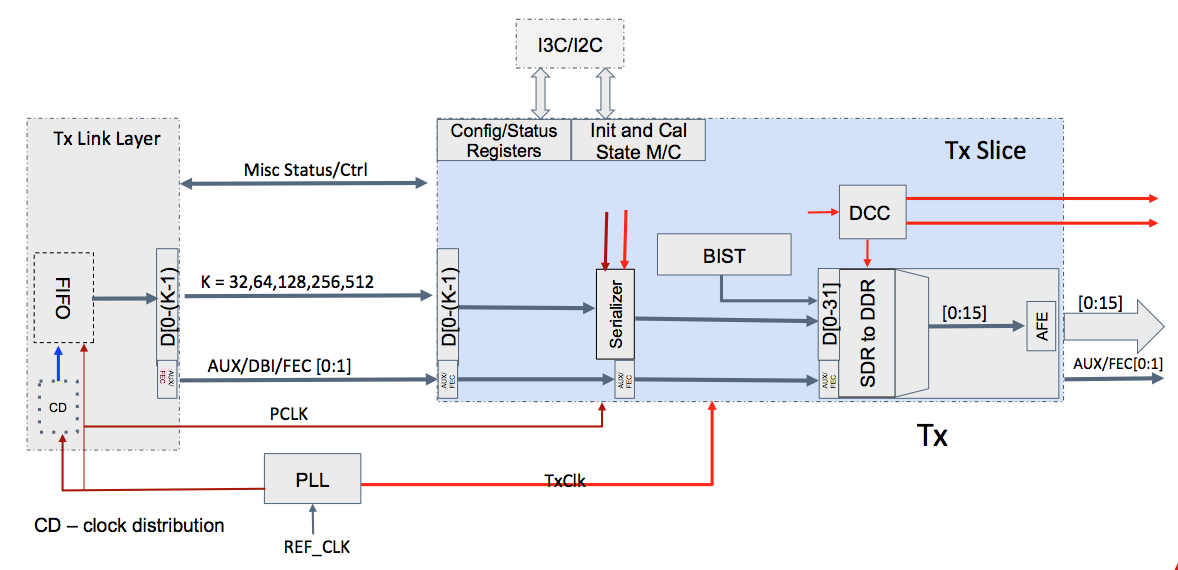 I3C/I2C
Tx Link Layer
Config/Status
Registers
Init and Cal
State M/C
Tx Slice
Misc Status/Ctrl
DCC
BIST
FIFO
D[0-(K-1)
K = 32,64,128,256,512
D[0-(K-1)
Serializer
D[0-31]
SDR to DDR
[0:15]
AFE
[0:15]
AUX/
FEC
AUX/DBI/FEC [0:1]
AUX/
FEC
AUX/
FEC
AUX/
FEC
AUX/FEC[0:1]
CD
PCLK
Tx
PLL
TxClk
CD – clock distribution
REF_CLK